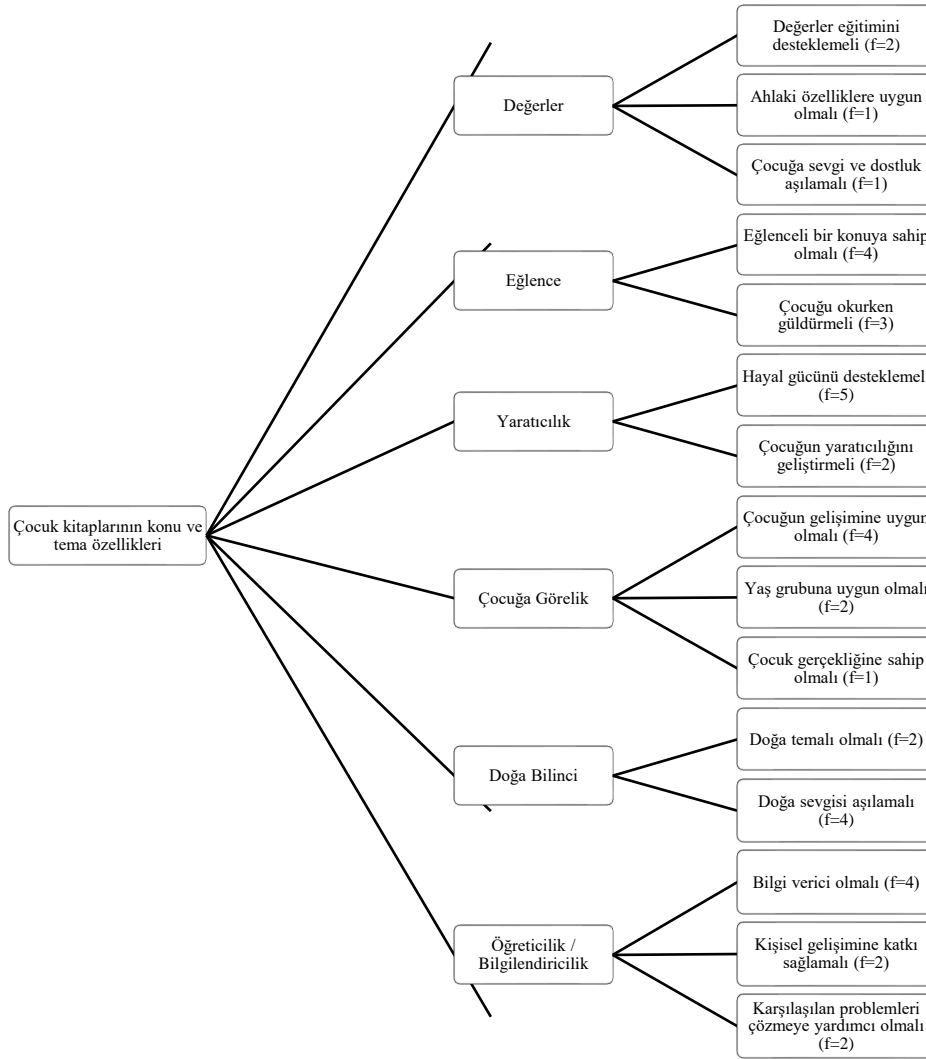 Çocuk kitaplarının konu ve
tema özellikleri
Değerler
Değerler eğitimini
desteklemeli (f=2)
Ahlaki özelliklere uygun
olmalı (f=1)
Çocuğa sevgi ve dostluk
aşılamalı (f=1)
Eğlence
Eğlenceli bir konuya sahip
olmalı (f=4)
Çocuğu okurken
güldürmeli (f=3)
Yaratıcılık
Hayal gücünü desteklemeli
(f=5)
Çocuğun yaratıcılığını
geliştirmeli (f=2)
Çocuğa Görelik
Çocuğun gelişimine uygun
olmalı (f=4)
Yaş grubuna uygun olmalı
(f=2)
Çocuk gerçekliğine sahip
olmalı (f=1)
Doğa Bilinci
Doğa temalı olmalı (f=2)
Doğa sevgisi aşılamalı
(f=4)
Öğreticilik /
Bilgilendiricilik
Bilgi verici olmalı (f=4)
Kişisel gelişimine katkı
sağlamalı (f=2)
Karşılaşılan problemleri
çözmeye yardımcı olmalı
(f=2)